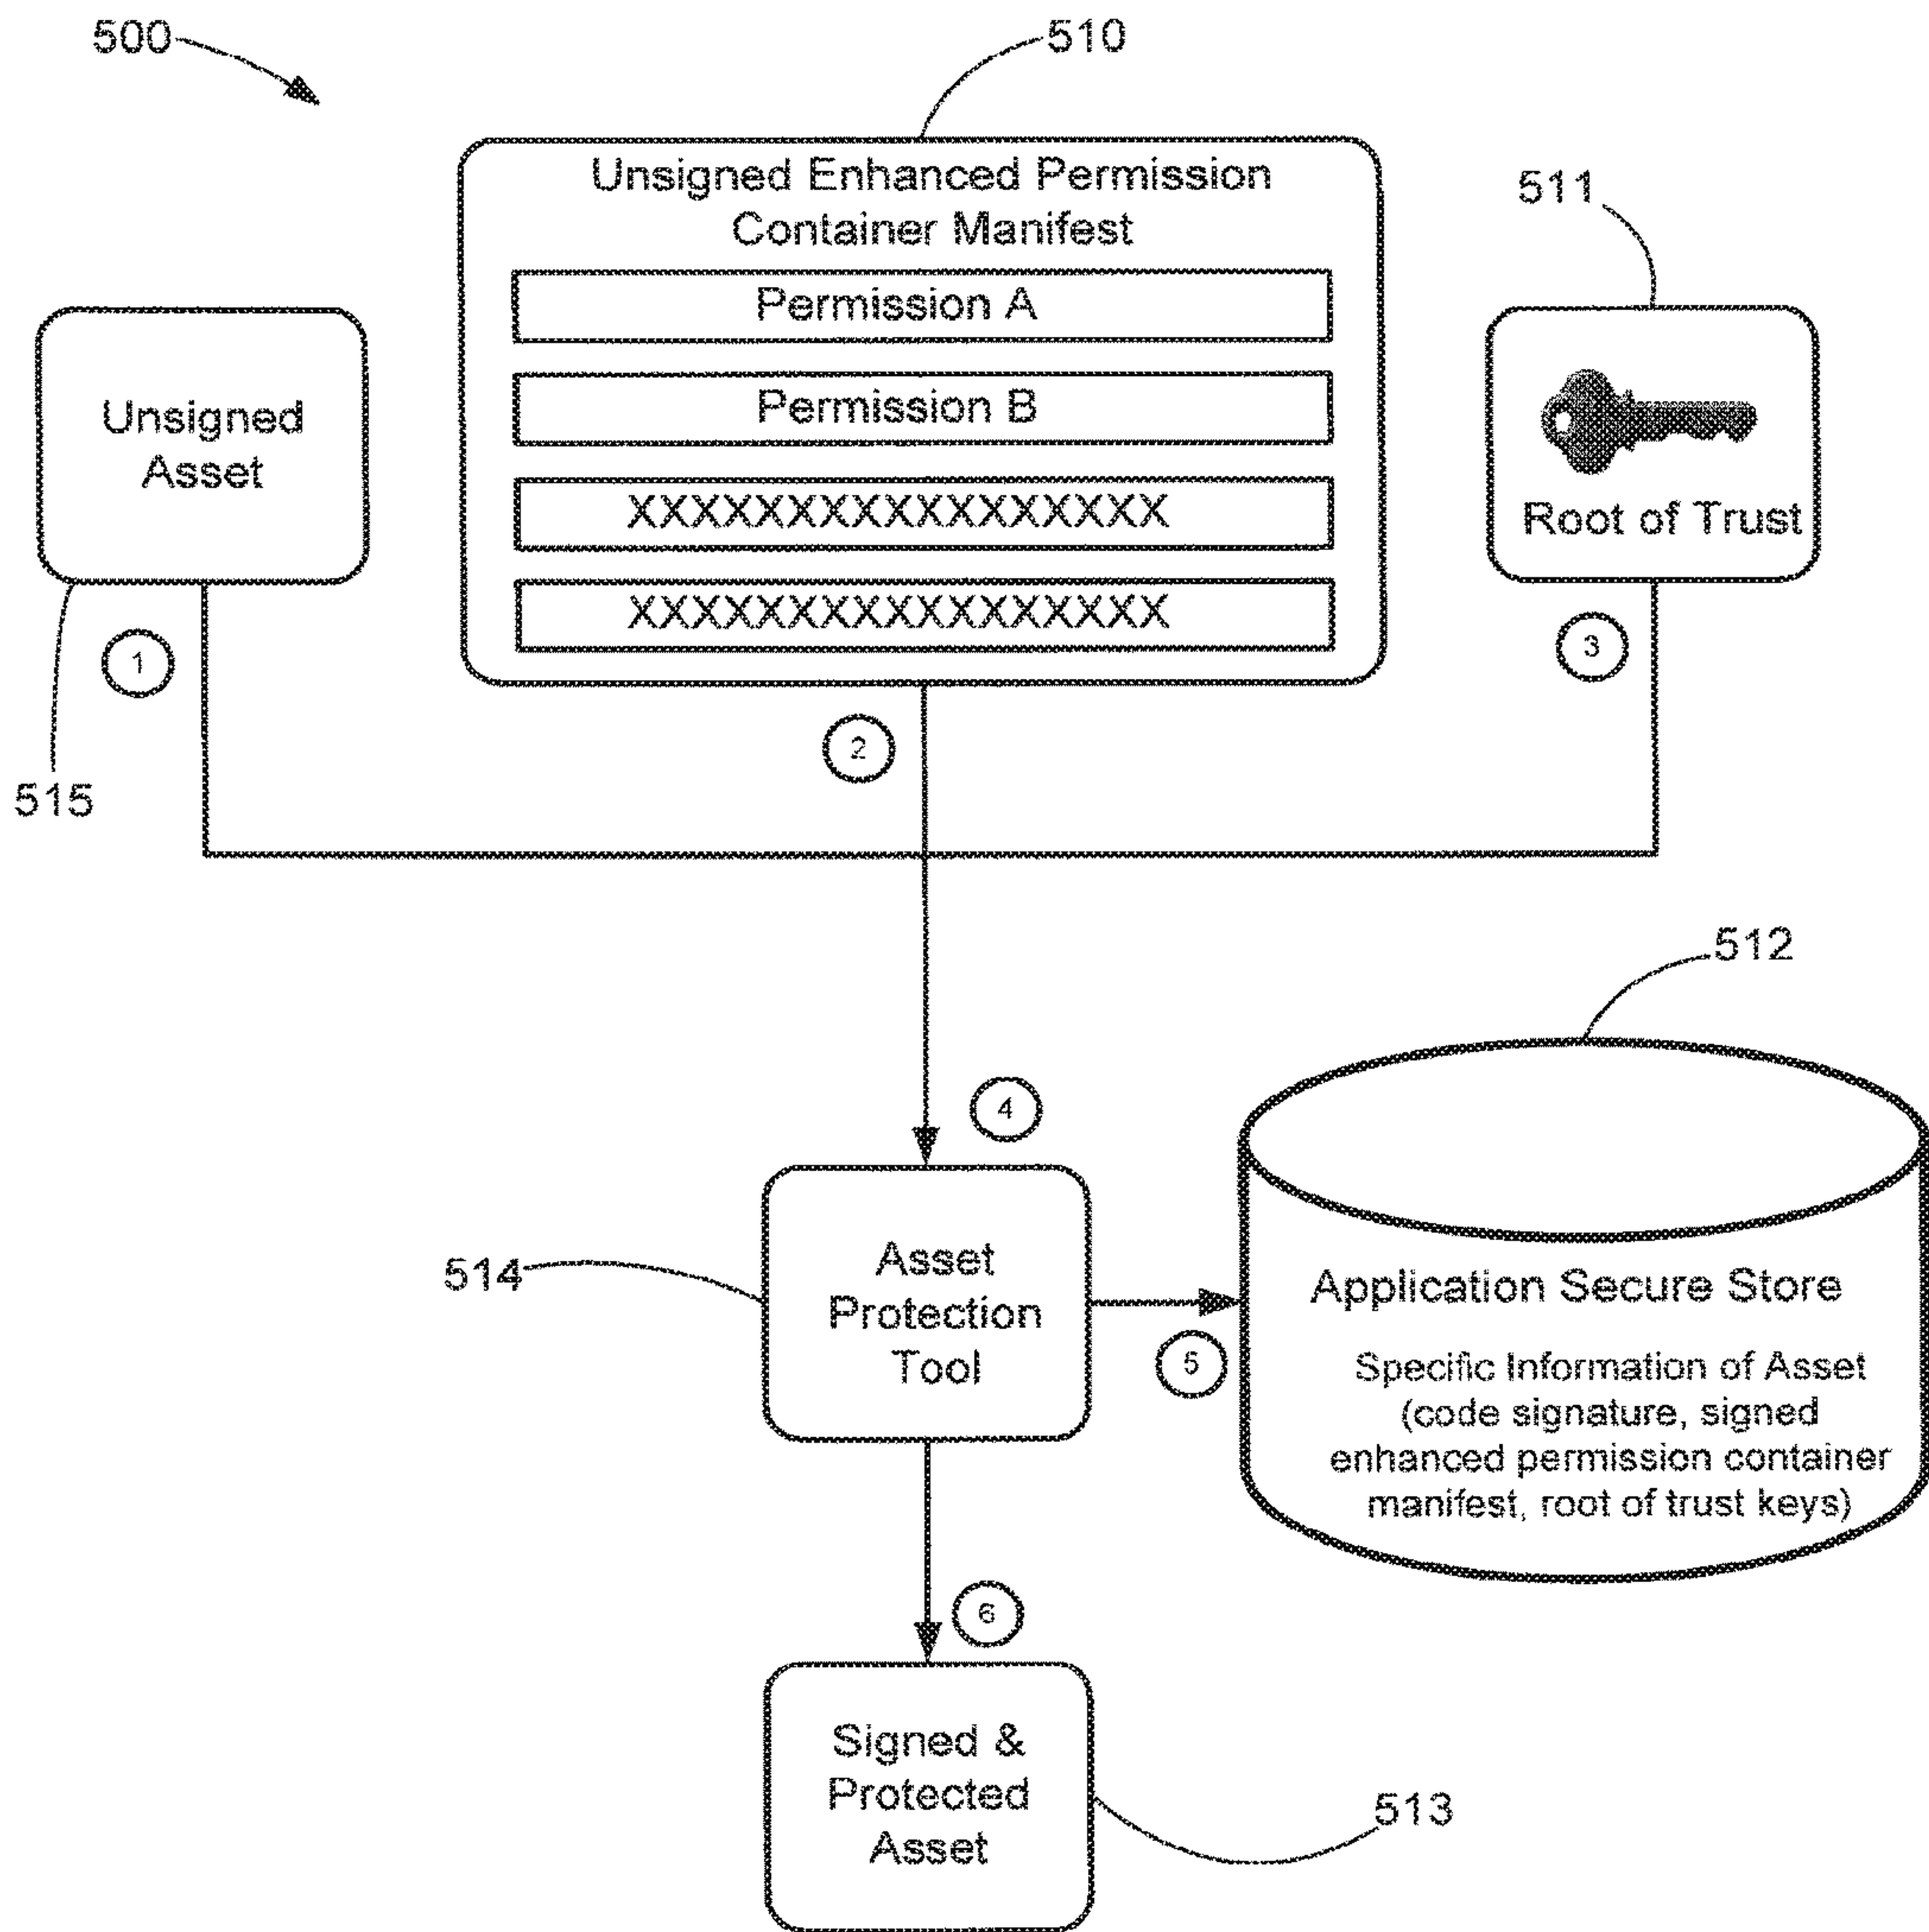 500
510
Unsigned Enhanced Permission
Container Manifest
511
Permission A
Unsigned
Asset
Permission B
XXXXXXXXXXXXXXXXX
Root of Trust
XXXXXXXXXXXXXXXXX
1
3
2
515
512
4
514
Asset
Protection
Tool
Application Secure Store
5
Specific Information of Asset
(code signature, signed
enhanced permission container
manifest, root of trust keys)
6
Signed &
Protected
Asset
513